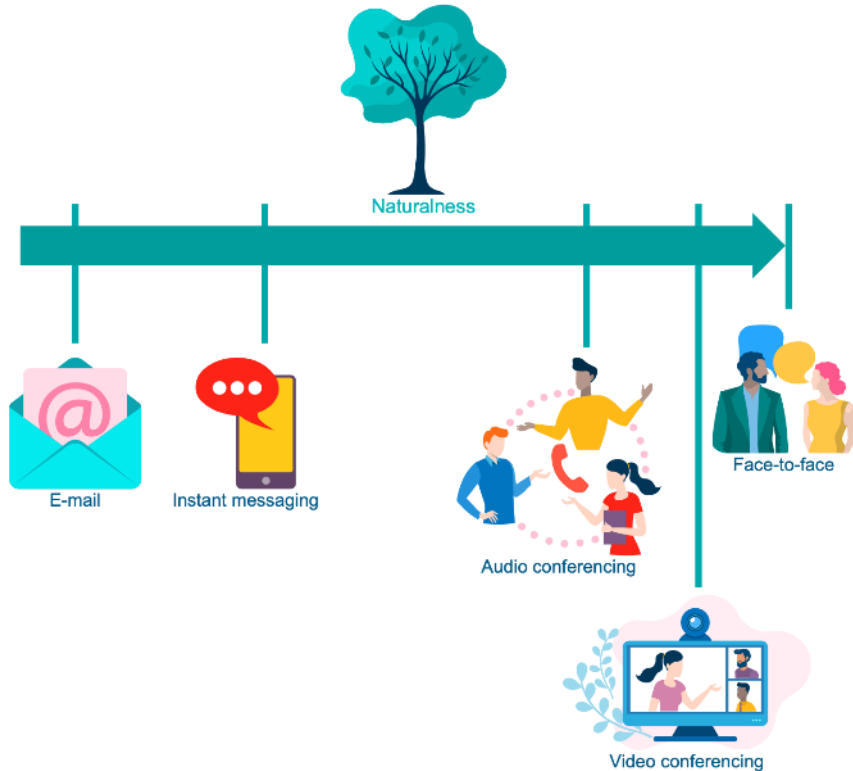 Naturalness
@
E-mail
Instant messaging
Face-to-face
Audio conferencing
Video conferencing